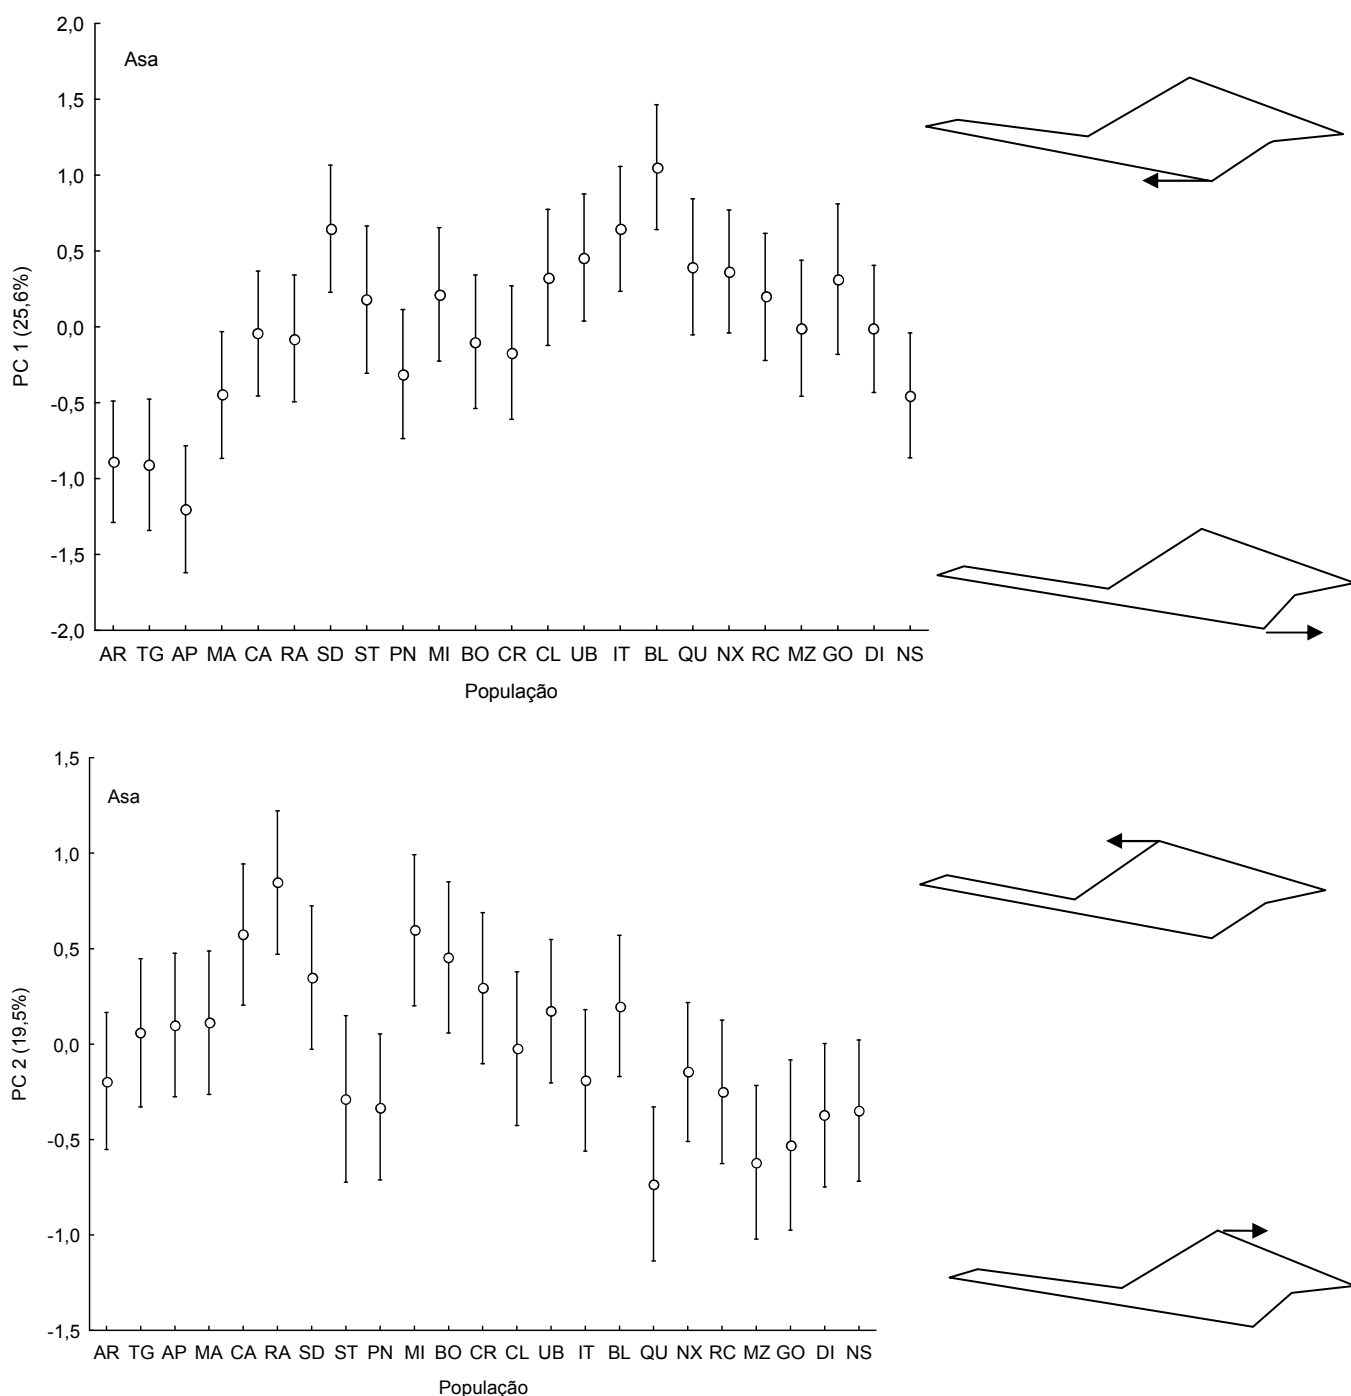 2,0
Asa
1,5
1,0
0,5
0,0
-0,5
-1,0
-1,5
-2,0
PC 1 (25,6%)
AR TG AP MA CA RA SD ST PN MI BO CR CL UB IT BL QU NX RC MZ GO DI NS
População
1,5
Asa
1,0
0,5
0,0
-0,5
-1,0
-1,5
PC 2 (19,5%)
AR TG AP MA CA RA SD ST PN MI BO CR CL UB IT BL QU NX RC MZ GO DI NS
População